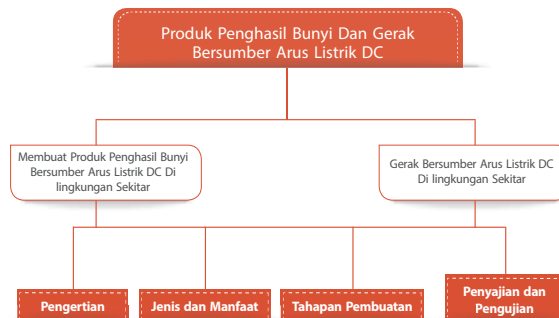 Produk Penghasil Bunyi Dan Gerak
Bersumber Arus Listrik DC
Membuat Produk Penghasil Bunyi
Bersumber Arus Listrik DC Di
lingkungan Sekitar
Gerak Bersumber Arus Listrik DC
Di lingkungan Sekitar
Pengertian
Jenis dan Manfaat
Tahapan Pembuatan
Penyajian dan
Pengujian